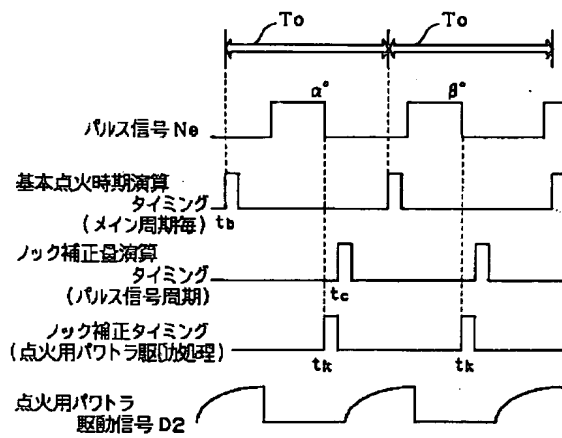 To To
α° β°
パルス信号 Ne
基本点火時期演算
タイミング
(メイン周期毎)
tb
ノック補正量演算
タイミング
(パルス信号周期)
tc
ノック補正タイミング
(点火用パワトラ駆動処理)
tk tk
点火用パワトラ
駆動信号 D2